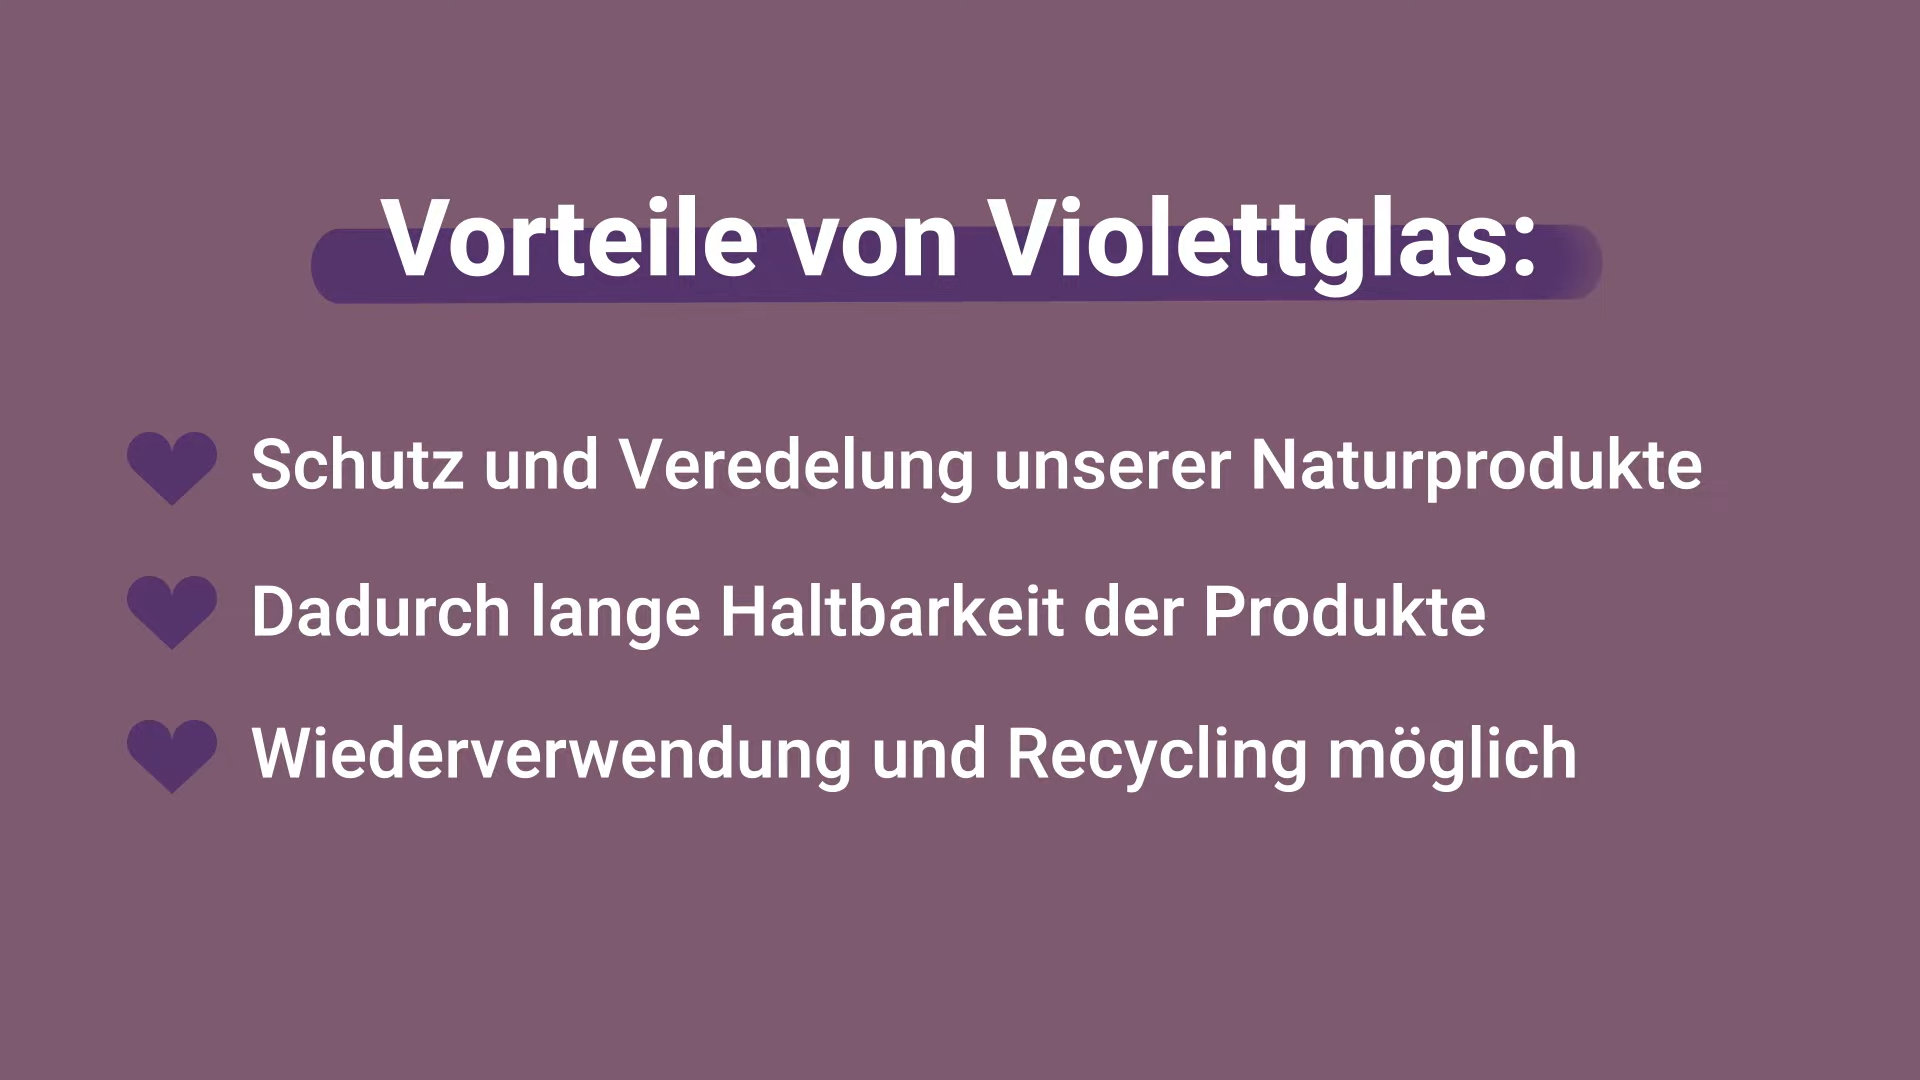 Vorteile von Violettglas:
Schutz und Veredelung unserer Naturprodukte
Dadurch lange Haltbarkeit der Produkte
Wiederverwendung und Recycling möglich